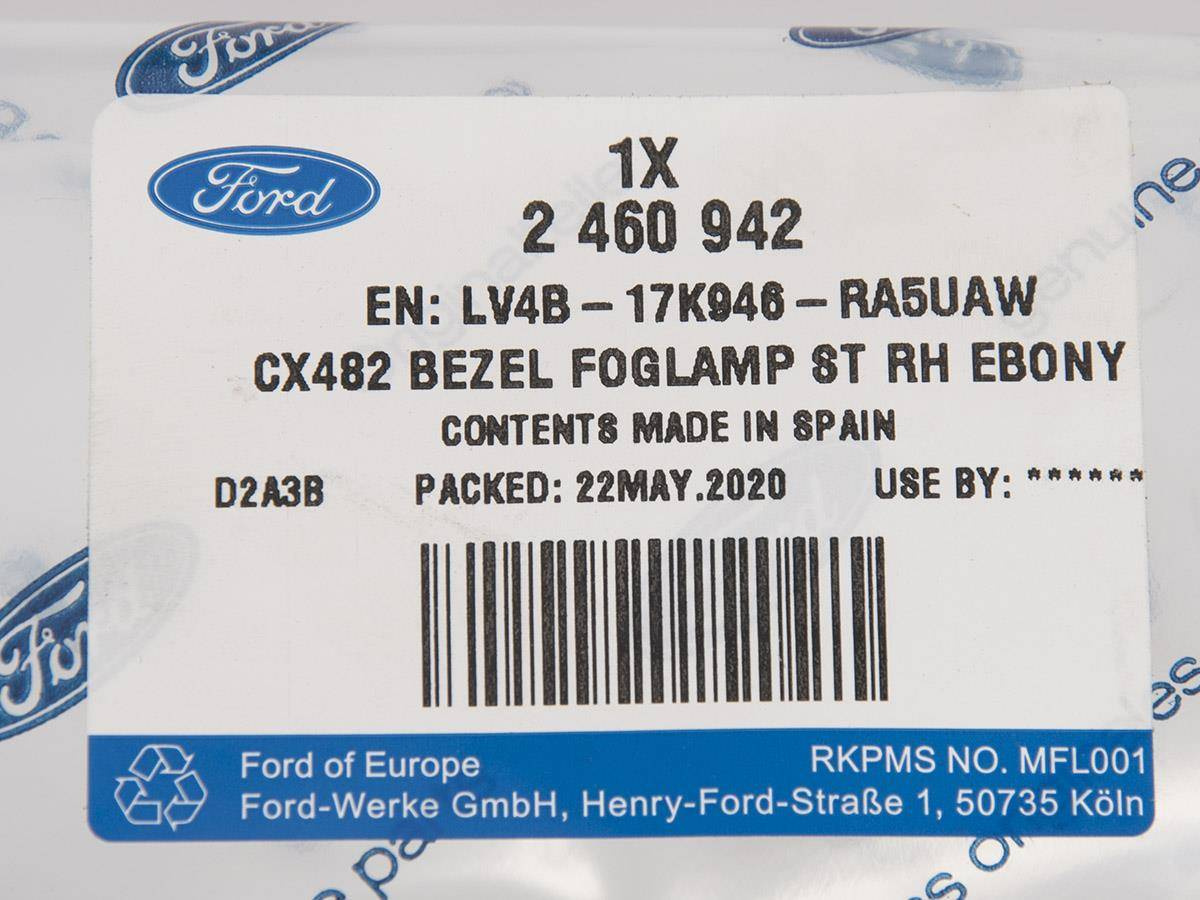 Ford
Ford
1X
2 460 942
EN: LV4B - 17K946 - RA5UAW
CX482 BEZEL FOGLAMP ST RH EBONY
CONTENTS MADE IN SPAIN
D2A3B PACKED: 22MAY.2020 USE BY: ******
Ford
Ford of Europe RKPMS NO. MFL001
Ford-Werke GmbH, Henry-Ford-Straße 1, 50735 Köln